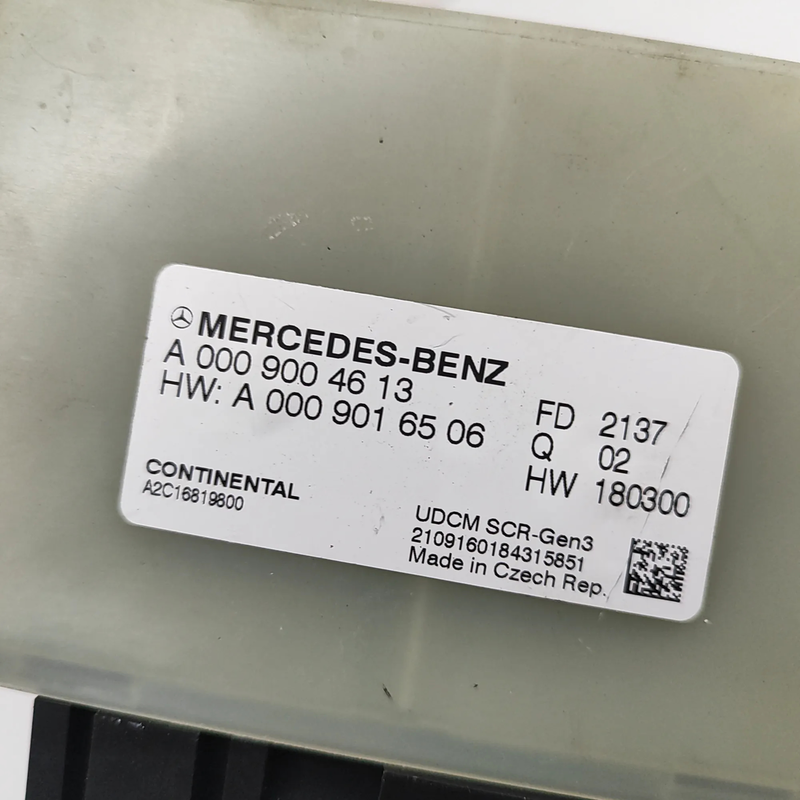 MERCEDES-BENZ
A 000 900 46 13
HW: A 000 901 65 06
FD 2137
Q 02
HW 180300
CONTINENTAL
A2C16819800
UDCM SCR-Gen3
2109160184315851
Made in Czech Rep.